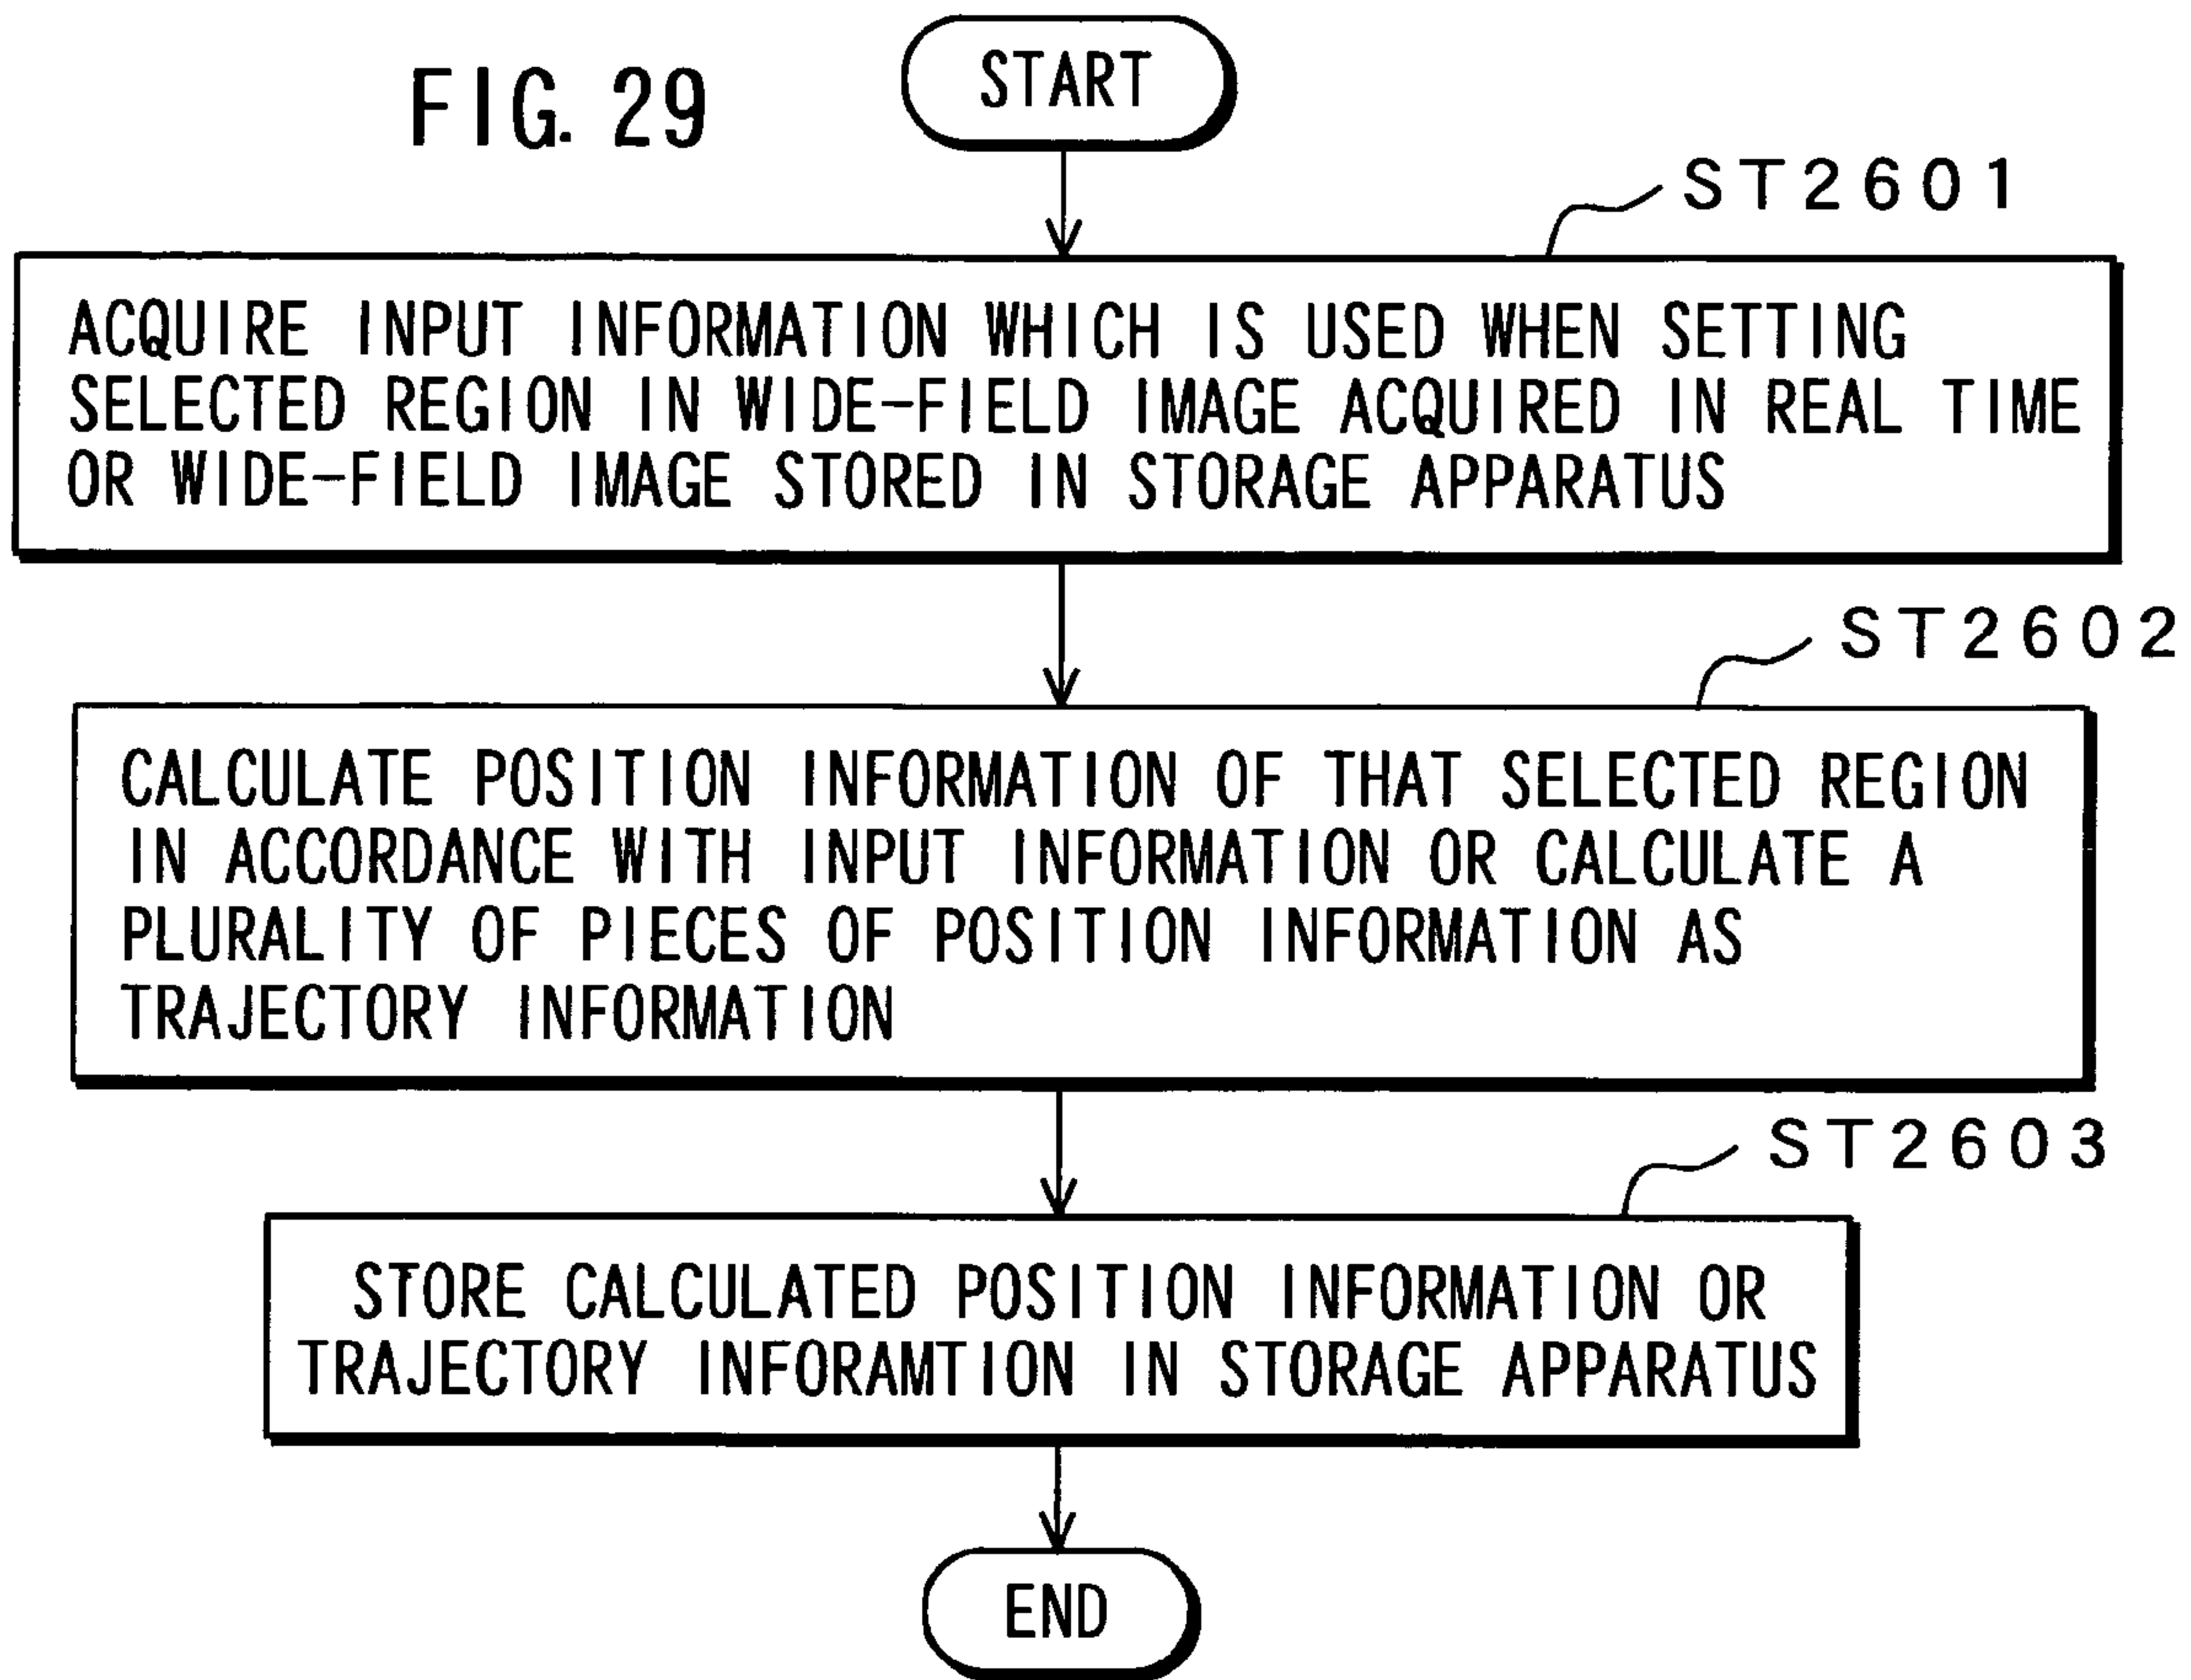 FIG. 29
START
ST2601
ACQUIRE INPUT INFORMATION WHICH IS USED WHEN SETTING
SELECTED REGION IN WIDE-FIELD IMAGE ACQUIRED IN REAL TIME
OR WIDE-FIELD IMAGE STORED IN STORAGE APPARATUS
ST2602
CALCULATE POSITION INFORMATION OF THAT SELECTED REGION
IN ACCORDANCE WITH INPUT INFORMATION OR CALCULATE A
PLURALITY OF PIECES OF POSITION INFORMATION AS
TRAJECTORY INFORMATION
ST2603
STORE CALCULATED POSITION INFORMATION OR
TRAJECTORY INFORAMTION IN STORAGE APPARATUS
END